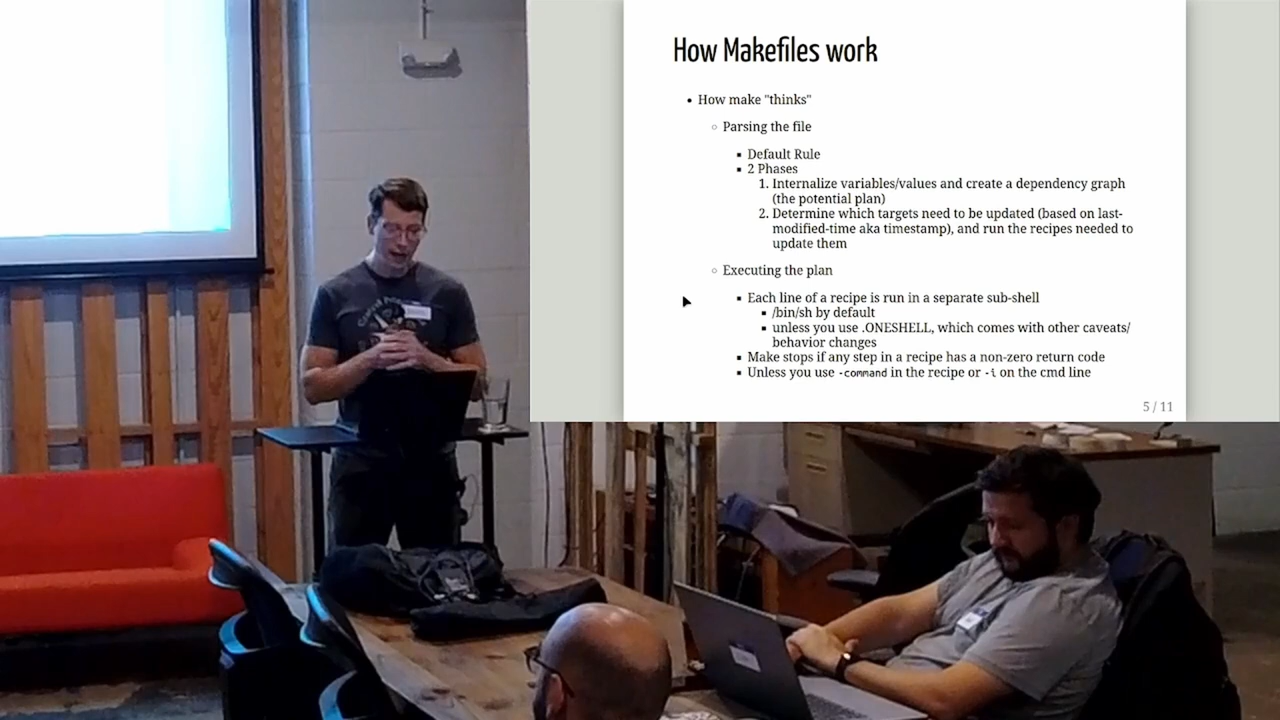 How Makefiles work
How make "thinks"
Parsing the file
Default Rule
2 Phases
1. Internalize variables/values and create a dependency graph
(the potential plan)
2. Determine which targets need to be updated (based on last-
modified-time aka timestamp), and run the recipes needed to
update them
Executing the plan
Each line of a recipe is run in a separate sub-shell
/bin/sh by default
unless you use .ONESHELL, which comes with other caveats/
behavior changes
Make stops if any step in a recipe has a non-zero return code
Unless you use -command in the recipe or -i on the cmd line
5 / 11